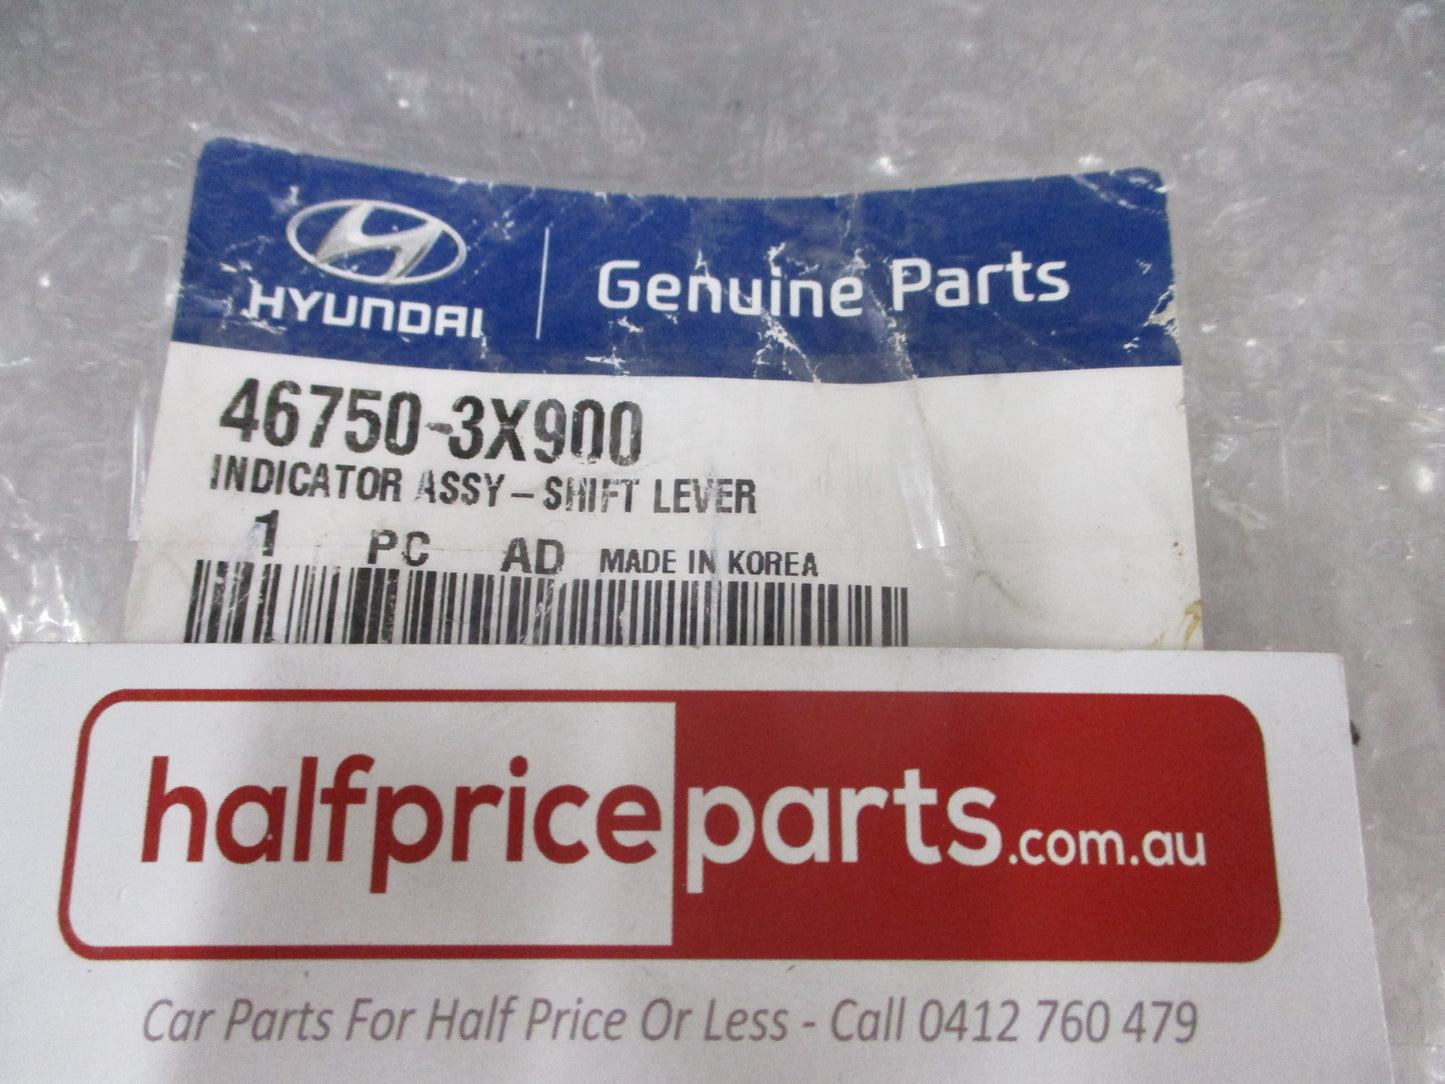 HYUNDAI
Genuine Parts
46750-3X900
INDICATOR ASSY-SHIFT LEVER
1 PC AD MADE IN KOREA
halfpriceparts.com.au
Car Parts For Half Price Or Less - Call 0412 760 479